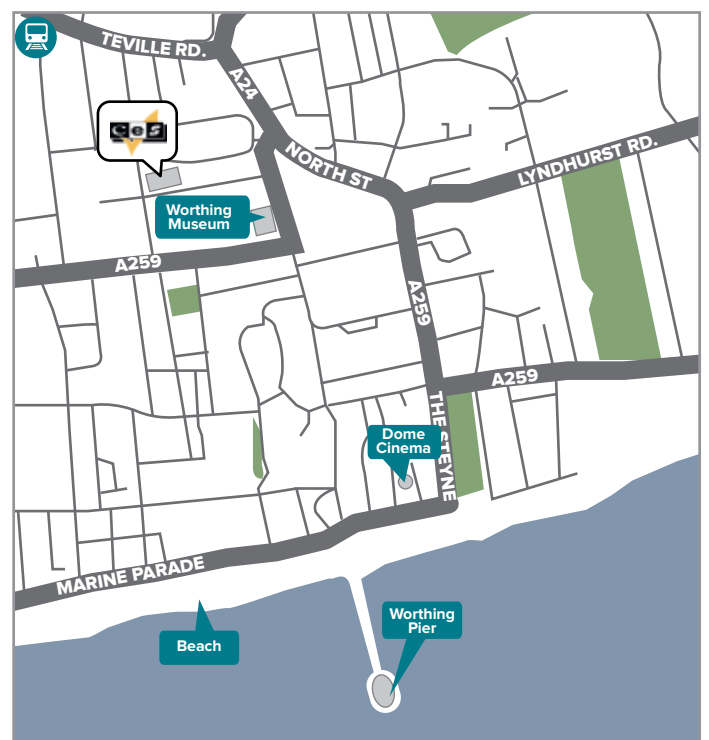 TEVILLE RD.
A24
CeS
NORTH ST
LYNDHURST RD.
Worthing
Museum
A259
A259
A259
THE STEYNE
Dome
Cinema
MARINE PARADE
Worthing
Pier
Beach